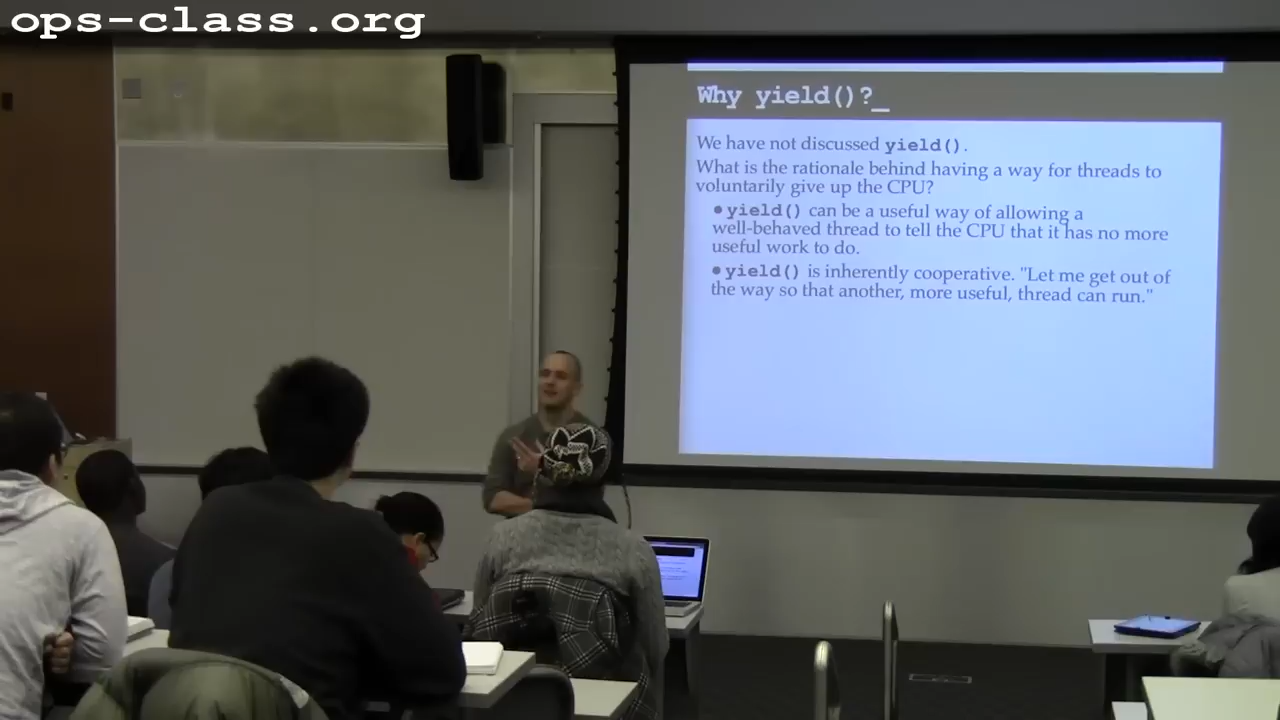 ops-class.org
Why yield()?_
We have not discussed yield().
What is the rationale behind having a way for threads to
voluntarily give up the CPU?
●yield() can be a useful way of allowing a
well-behaved thread to tell the CPU that it has no more
useful work to do.
●yield() is inherently cooperative. "Let me get out of
the way so that another, more useful, thread can run."